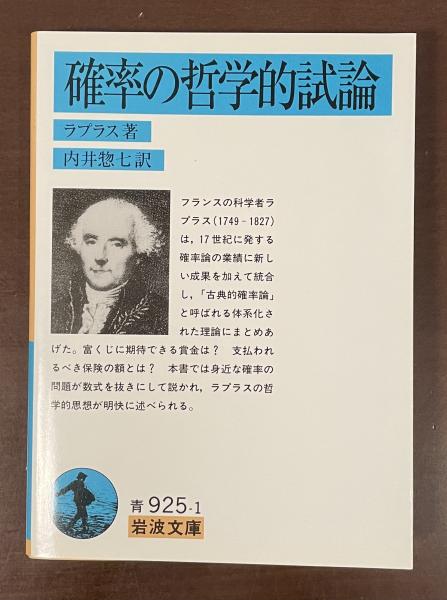 確率の哲学的試論
ラプラス著
内井惣七訳
フランスの科学者ラ
プラス(1749-1827)
は，17世紀に発する
確率論の業績に新し
い成果を加えて統合
し，「古典的確率論」
と呼ばれる体系化さ
れた理論にまとめあ
げた。富くじに期待できる賞金は？　支払われ
るべき保険の額とは？　本書では身近な確率の
問題が数式を抜きにして説かれ，ラプラスの哲
学的思想が明快に述べられる。
青 925-1
岩波文庫